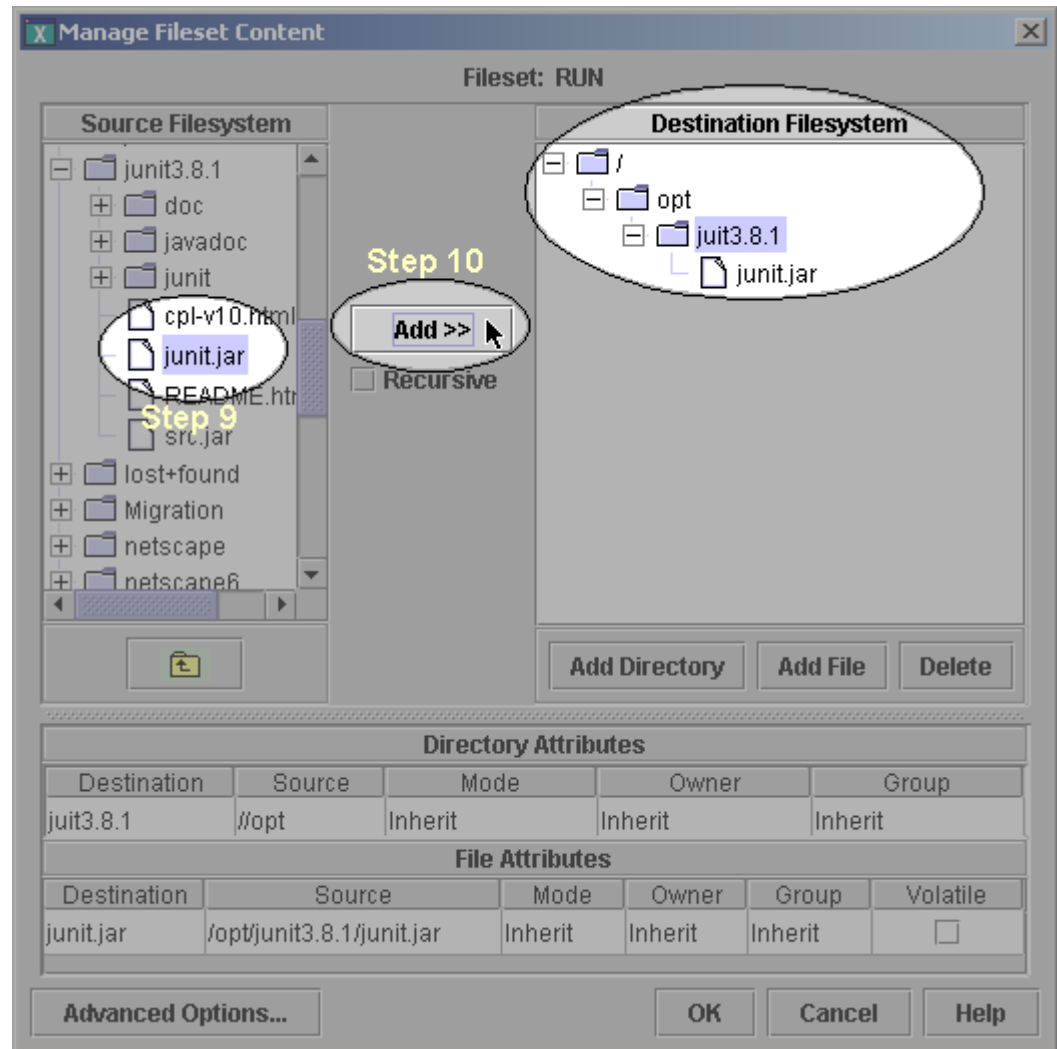 Manage Fileset Content
Fileset: RUN
Source Filesystem
junit3.8.1
doc
javadoc
junit
cpl-v10.html
junit.jar
README.htr
src.jar
lost+found
Migration
netscape
netscape6
Step 9
Step 10
Add >>
Recursive
Destination Filesystem
/
opt
juit3.8.1
junit.jar
Add Directory Add File Delete
Directory Attributes
Destination Source Mode Owner Group
juit3.8.1 //opt Inherit Inherit Inherit
File Attributes
Destination Source Mode Owner Group Volatile
junit.jar /opt/junit3.8.1/junit.jar Inherit Inherit Inherit
Advanced Options... OK Cancel Help